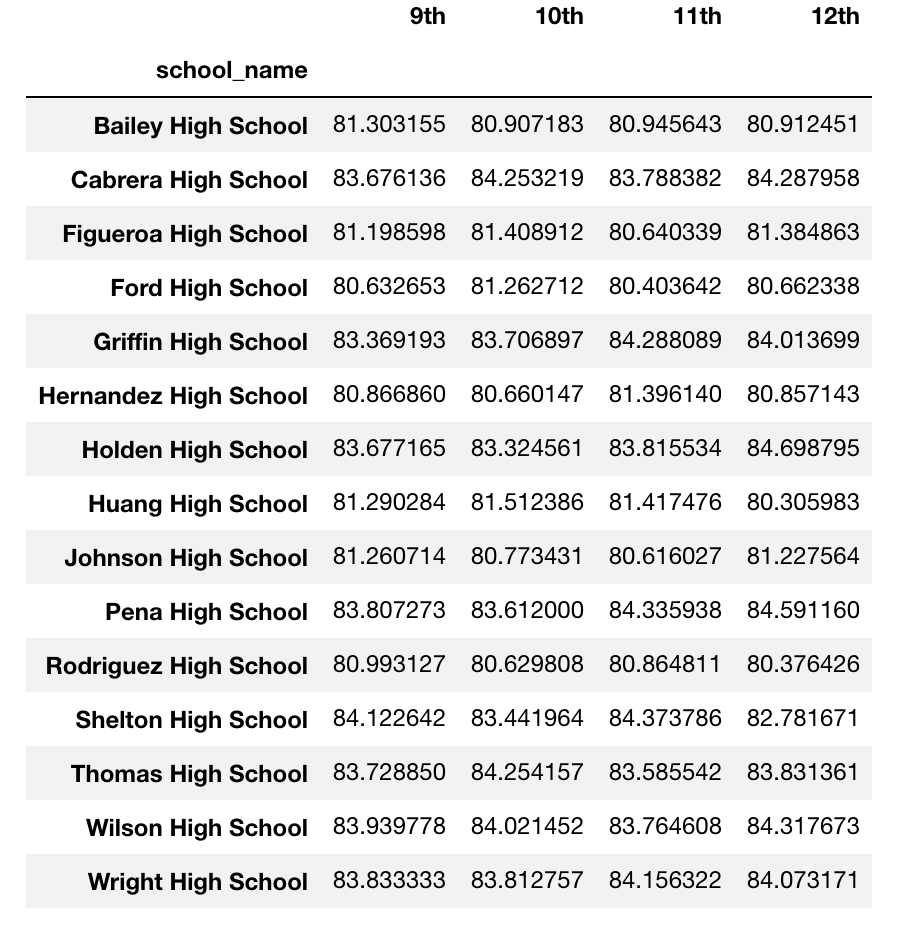 9th 10th 11th 12th
school_name
Bailey High School 81.303155 80.907183 80.945643 80.912451
Cabrera High School 83.676136 84.253219 83.788382 84.287958
Figueroa High School 81.198598 81.408912 80.640339 81.384863
Ford High School 80.632653 81.262712 80.403642 80.662338
Griffin High School 83.369193 83.706897 84.288089 84.013699
Hernandez High School 80.866860 80.660147 81.396140 80.857143
Holden High School 83.677165 83.324561 83.815534 84.698795
Huang High School 81.290284 81.512386 81.417476 80.305983
Johnson High School 81.260714 80.773431 80.616027 81.227564
Pena High School 83.807273 83.612000 84.335938 84.591160
Rodriguez High School 80.993127 80.629808 80.864811 80.376426
Shelton High School 84.122642 83.441964 84.373786 82.781671
Thomas High School 83.728850 84.254157 83.585542 83.831361
Wilson High School 83.939778 84.021452 83.764608 84.317673
Wright High School 83.833333 83.812757 84.156322 84.073171